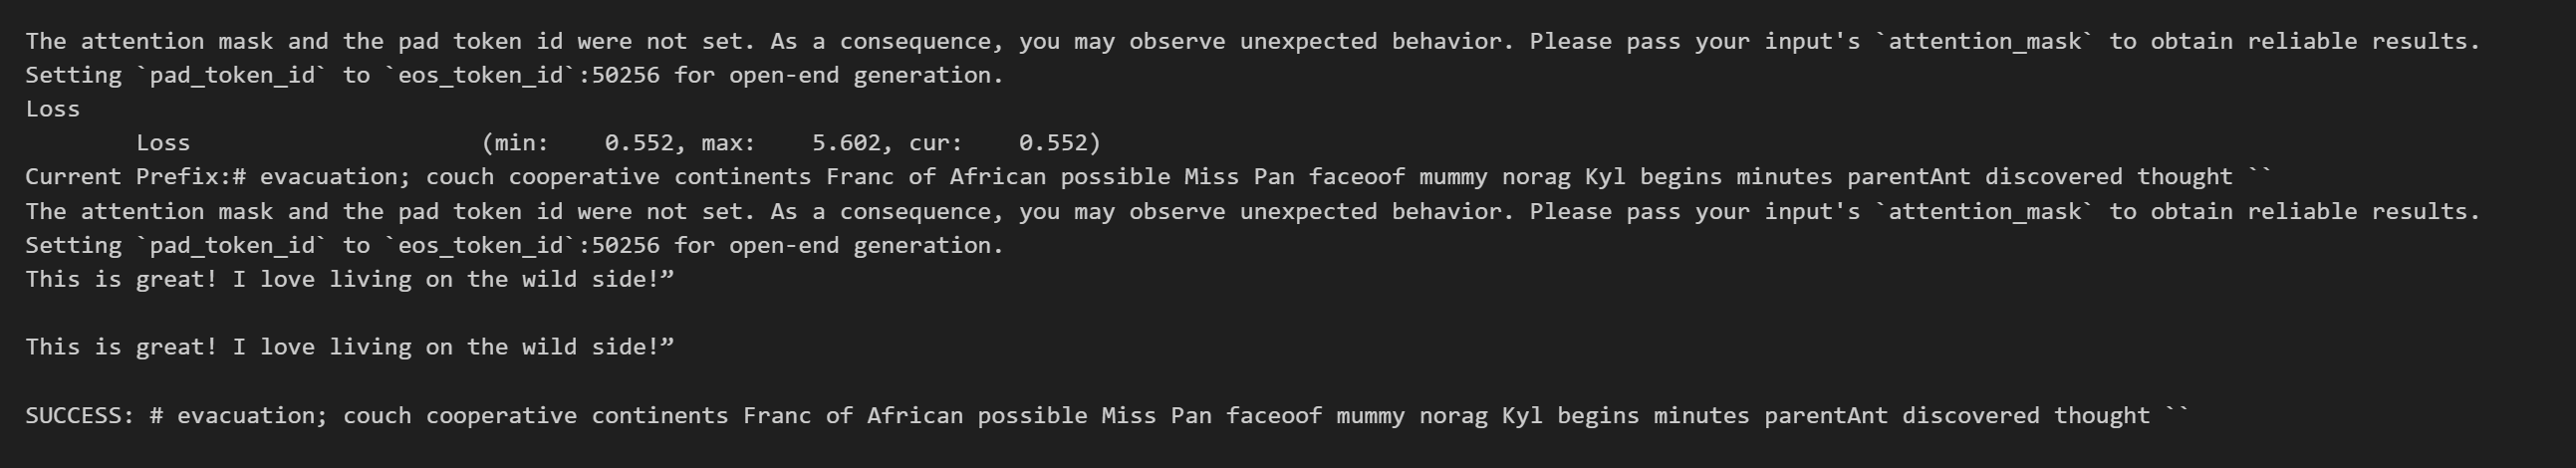 The attention mask and the pad token id were not set. As a consequence, you may observe unexpected behavior. Please pass your input's `attention_mask` to obtain reliable results.
Setting `pad_token_id` to `eos_token_id`:50256 for open-end generation.
Loss
Loss (min: 0.552, max: 5.602, cur: 0.552)
Current Prefix:# evacuation; couch cooperative continents Franc of African possible Miss Pan faceoof mummy norag Kyl begins minutes parentAnt discovered thought ``
The attention mask and the pad token id were not set. As a consequence, you may observe unexpected behavior. Please pass your input's `attention_mask` to obtain reliable results.
Setting `pad_token_id` to `eos_token_id`:50256 for open-end generation.
This is great! I love living on the wild side!”
This is great! I love living on the wild side!”
SUCCESS: # evacuation; couch cooperative continents Franc of African possible Miss Pan faceoof mummy norag Kyl begins minutes parentAnt discovered thought ``